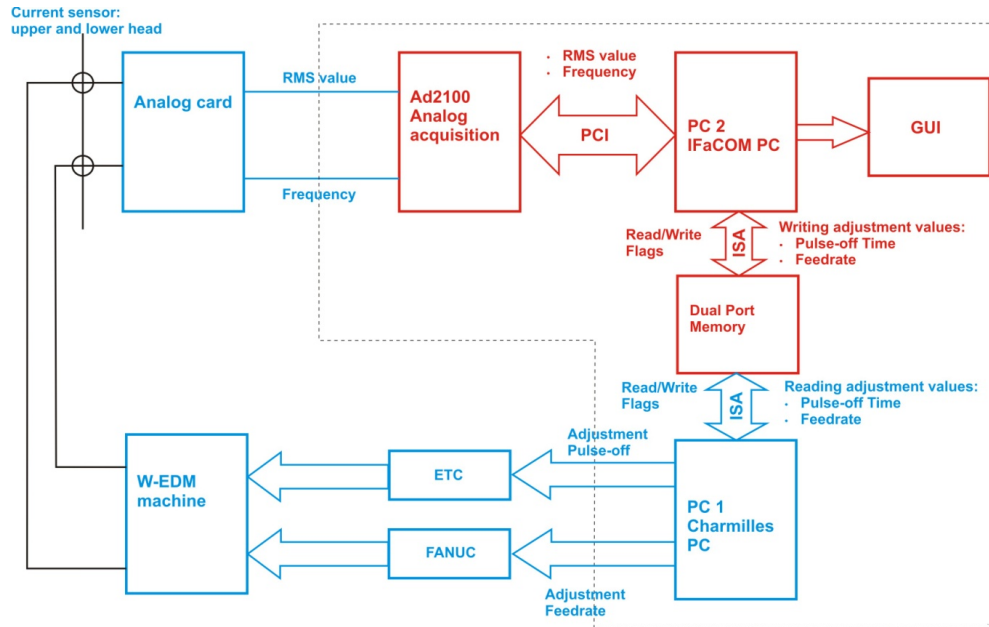 Current sensor:
upper and lower head
Analog card
RMS value
Frequency
Ad2100
Analog
acquisition
· RMS value
· Frequency
PCI
PC 2
IFaCOM PC
GUI
Read/Write
Flags
ISA
Writing adjustment values:
· Pulse-off Time
· Feedrate
Dual Port
Memory
Read/Write
Flags
ISA
Reading adjustment values:
· Pulse-off Time
· Feedrate
W-EDM
machine
Adjustment
Pulse-off
ETC
FANUC
Adjustment
Feedrate
PC 1
Charmilles
PC